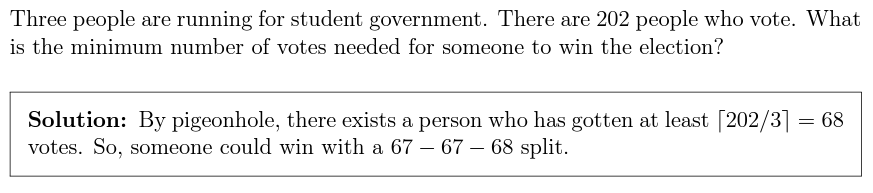 Three people are running for student government. There are 202 people who vote. What
is the minimum number of votes needed for someone to win the election?
Solution: By pigeonhole, there exists a person who has gotten at least ⌈202/3⌉ = 68
votes. So, someone could win with a 67 – 67 – 68 split.